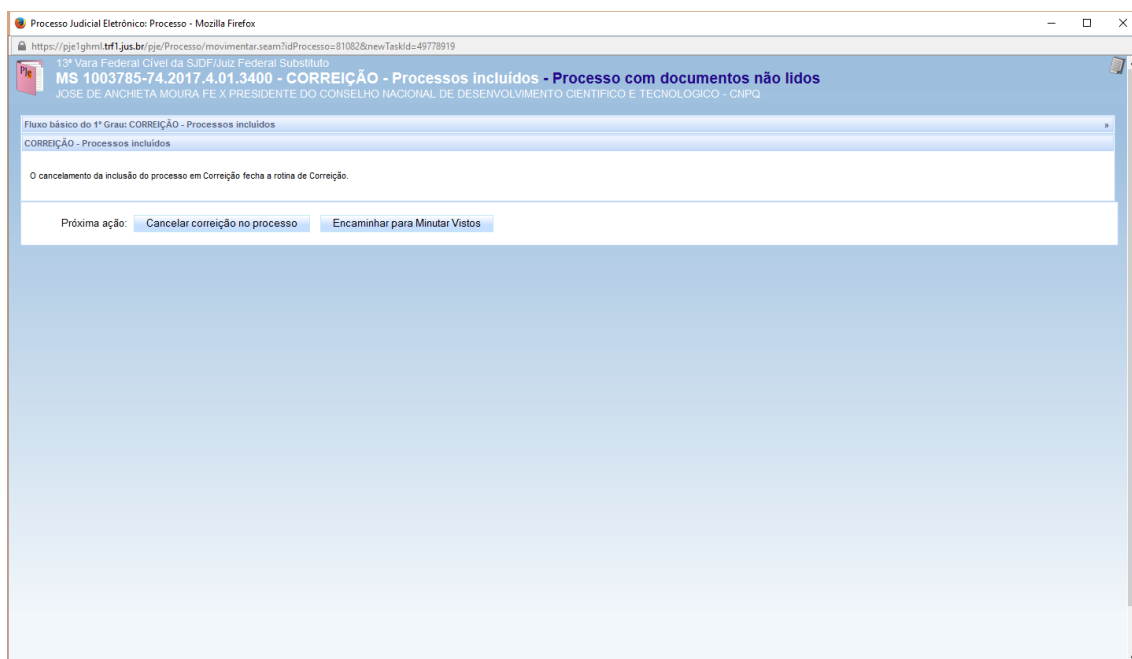 Processo Judicial Eletrônico: Processo - Mozilla Firefox
https://pje1ghml.trf1.jus.br/pje/Processo/movimentar.seam?idProcesso=81082&newTaskId=49778919
PJe
13ª Vara Federal Cível da SJDF/Juiz Federal Substituto
MS 1003785-74.2017.4.01.3400 - CORREIÇÃO - Processos incluídos - Processo com documentos não lidos
JOSE DE ANCHIETA MOURA FE X PRESIDENTE DO CONSELHO NACIONAL DE DESENVOLVIMENTO CIENTIFICO E TECNOLOGICO - CNPQ
Fluxo básico do 1º Grau: CORREIÇÃO - Processos incluídos »
CORREIÇÃO - Processos incluídos
O cancelamento da inclusão do processo em Correição fecha a rotina de Correição.
Próxima ação: Cancelar correição no processo Encaminhar para Minutar Vistos